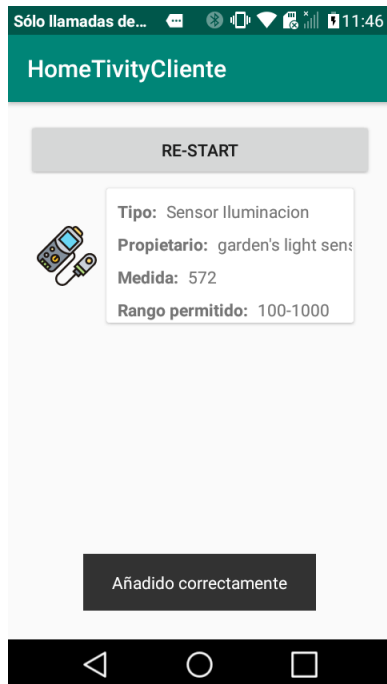 Sólo llamadas de... 11:46
HomeTivityCliente
RE-START
Tipo: Sensor Iluminacion
Propietario: garden's light sens
Medida: 572
Rango permitido: 100-1000
Añadido correctamente